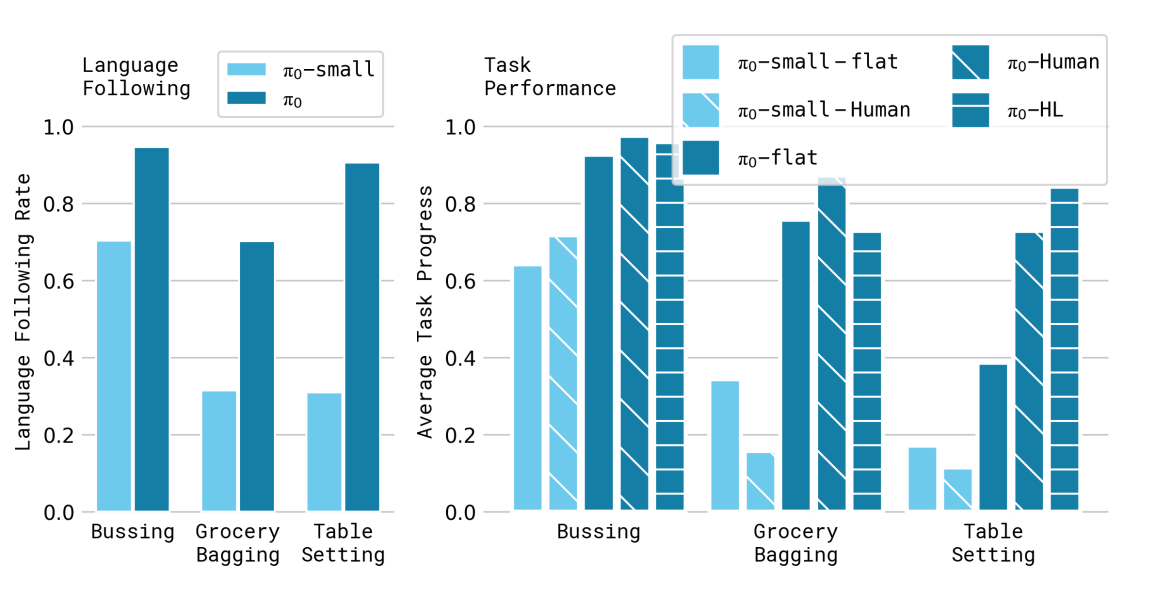 Language
Following
π₀-small
π₀
Language Following Rate
1.0
0.8
0.6
0.4
0.2
0.0
Bussing
Grocery
Bagging
Table
Setting
Task
Performance
π₀-small-flat
π₀-small-Human
π₀-flat
π₀-Human
π₀-HL
Average Task Progress
1.0
0.8
0.6
0.4
0.2
0.0
Bussing
Grocery
Bagging
Table
Setting